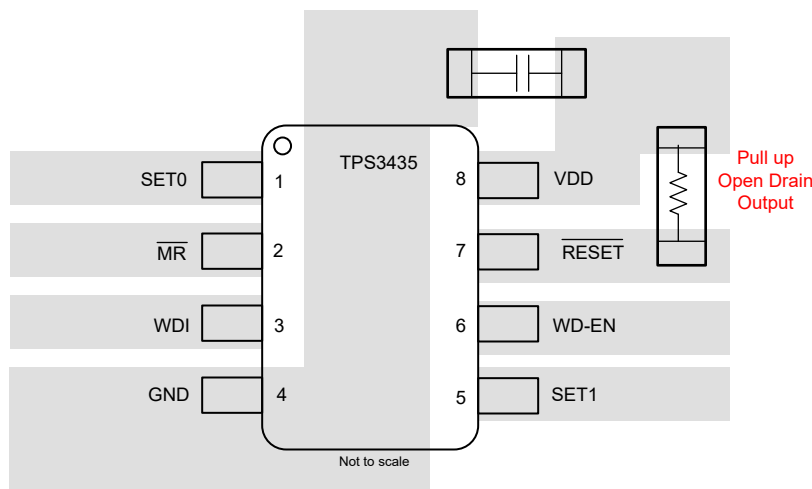 TPS3435
SET0
1
8
VDD
Pull up
Open Drain
Output
MR
2
7
RESET
WDI
3
6
WD-EN
GND
4
5
SET1
Not to scale